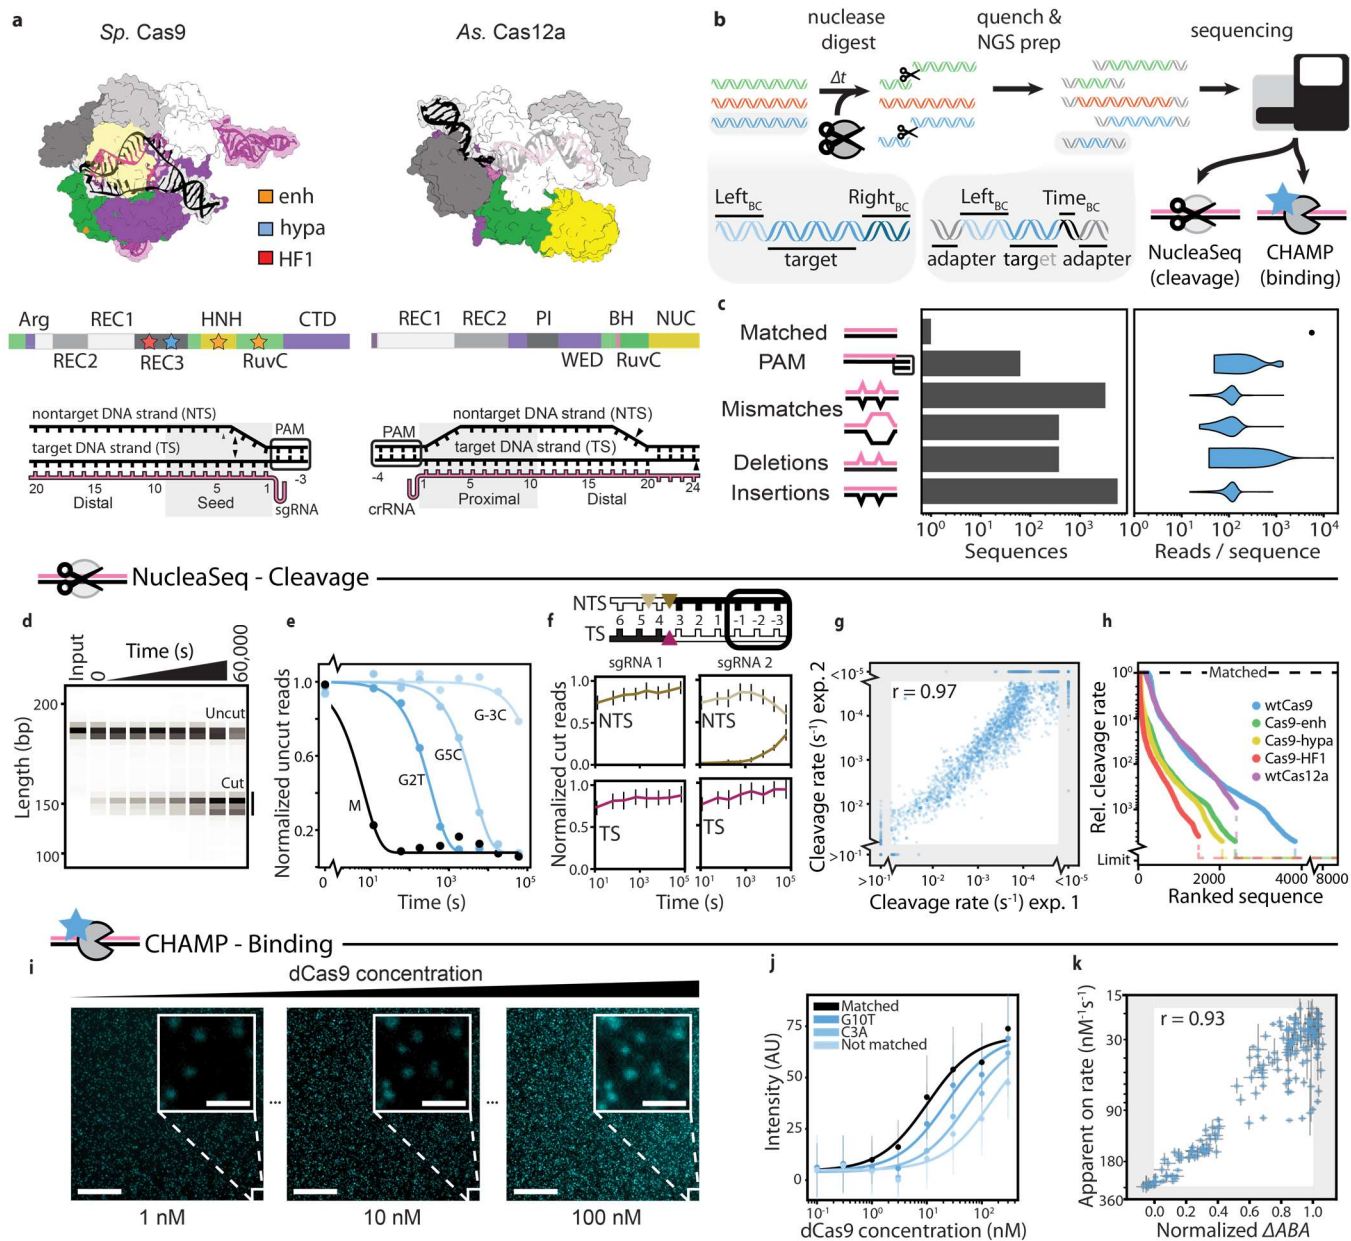 a
Sp. Cas9
As. Cas12a
enh
hypa
HF1
Arg REC1 HNH CTD
REC2 REC3 RuvC
REC1 REC2 PI BH NUC
WED RuvC
nontarget DNA strand (NTS)
PAM
target DNA strand (TS)
20 15 10 5 1 -3
Distal Seed sgRNA
nontarget DNA strand (NTS)
PAM
target DNA strand (TS)
-4 1 5 10 15 20 24
crRNA Proximal Distal
b
nuclease
digest
quench &
NGS prep
sequencing
Δt
LeftBC RightBC
target
LeftBC TimeBC
adapter target adapter
NucleaSeq
(cleavage)
CHAMP
(binding)
c
Matched
PAM
Mismatches
Deletions
Insertions
10⁰ 10¹ 10² 10³
Sequences
10⁰ 10¹ 10² 10³ 10⁴
Reads / sequence
NucleaSeq - Cleavage
d
Input
0
Time (s)
60,000
Length (bp)
200
150
100
Uncut
Cut
e
Normalized uncut reads
1.0
0.6
0.2
M
G2T
G5C
G-3C
0 10¹ 10³ 10⁵
Time (s)
f
NTS
6 5 4 3 2 1 -1 -2 -3
TS
sgRNA 1 sgRNA 2
Normalized cut reads
1.0
0.5
0.0
NTS NTS
1.0
0.5
0.0
TS TS
10¹ 10³ 10⁵ 10¹ 10³ 10⁵
Time (s)
g
Cleavage rate (s⁻¹) exp. 2
<10⁻⁵
10⁻⁴
10⁻³
10⁻²
>10⁻¹
r = 0.97
>10⁻¹ 10⁻² 10⁻³ 10⁻⁴ <10⁻⁵
Cleavage rate (s⁻¹) exp. 1
h
Rel. cleavage rate
10⁰
10¹
10²
10³
Limit
Matched
wtCas9
Cas9-enh
Cas9-hypa
Cas9-HF1
wtCas12a
0 2000 4000 8000
Ranked sequence
CHAMP - Binding
i
dCas9 concentration
... ...
1 nM 10 nM 100 nM
j
Intensity (AU)
75
50
25
0
Matched
G10T
C3A
Not matched
10⁻¹ 10⁰ 10¹ 10²
dCas9 concentration (nM)
k
Apparent on rate (nM⁻¹s⁻¹)
15
30
90
180
360
r = 0.93
0.0 0.2 0.4 0.6 0.8 1.0
Normalized ΔABA